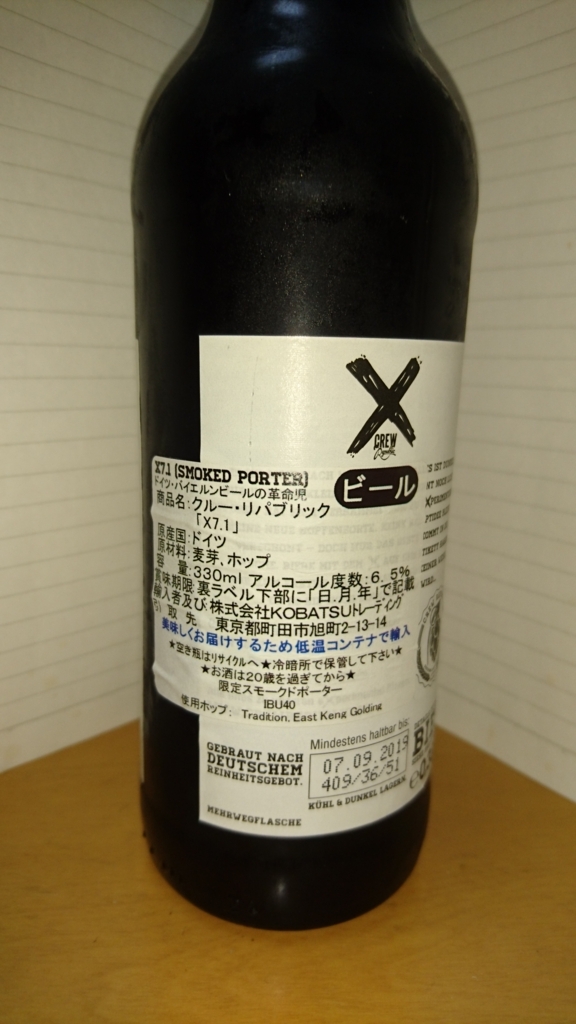 X
CREW
Republic
X7.1 (SMOKED PORTER)
ビール
ドイツ・バイエルンビールの革命児
商品名:クルー・リパブリック
「X7.1」
原産国:ドイツ
原材料:麦芽、ホップ
容 量:330ml アルコール度数:6.5%
賞味期限:裏ラベル下部に「日.月.年」で記載
輸入者及び:株式会社KOBATSUトレーディング
引 取 先 東京都町田市旭町2-13-14
美味しくお届けするため低温コンテナで輸入
★空き瓶はリサイクルへ★冷暗所で保管して下さい★
★お酒は20歳を過ぎてから★
限定スモークドポーター
IBU40
使用ホップ: Tradition, East Keng Golding
GEBRAUT NACH
DEUTSCHEM
REINHEITSGEBOT.
MEHRWEGFLASCHE
Mindestens haltbar bis:
07.09.2019
409/36/51
KÜHL & DUNKEL LAGERN.